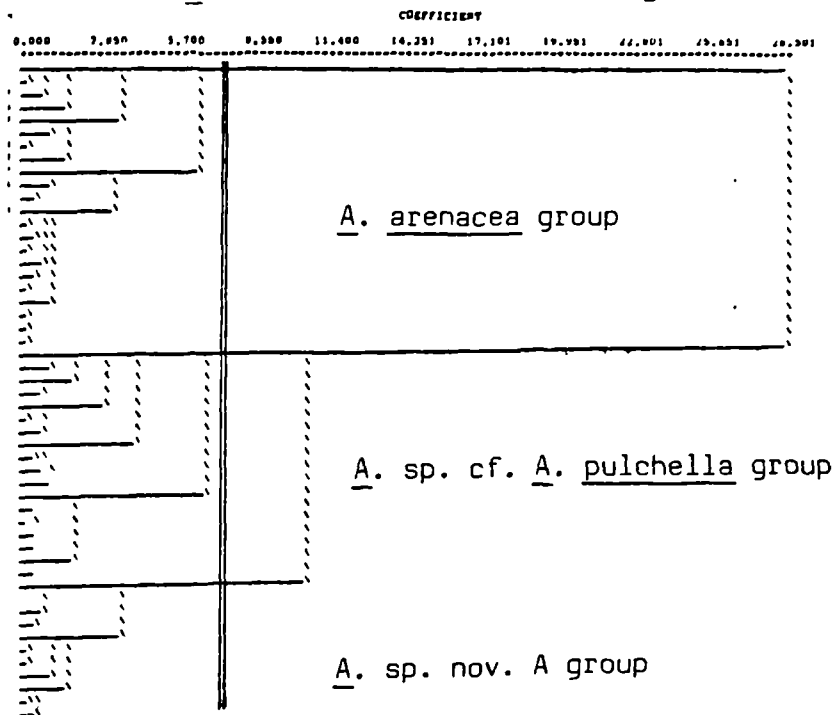 COEFFICIENT
0.000 5.700 11.400 14.251 17.101
A. arenacea group
A. sp. cf. A. pulchella group
A. sp. nov. A group